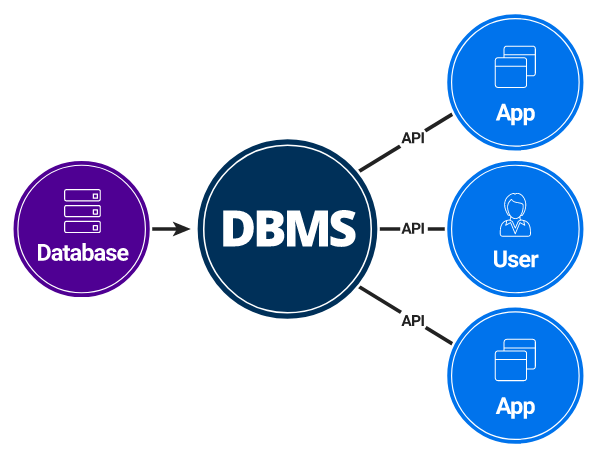 App
API
Database
DBMS
API
User
API
App